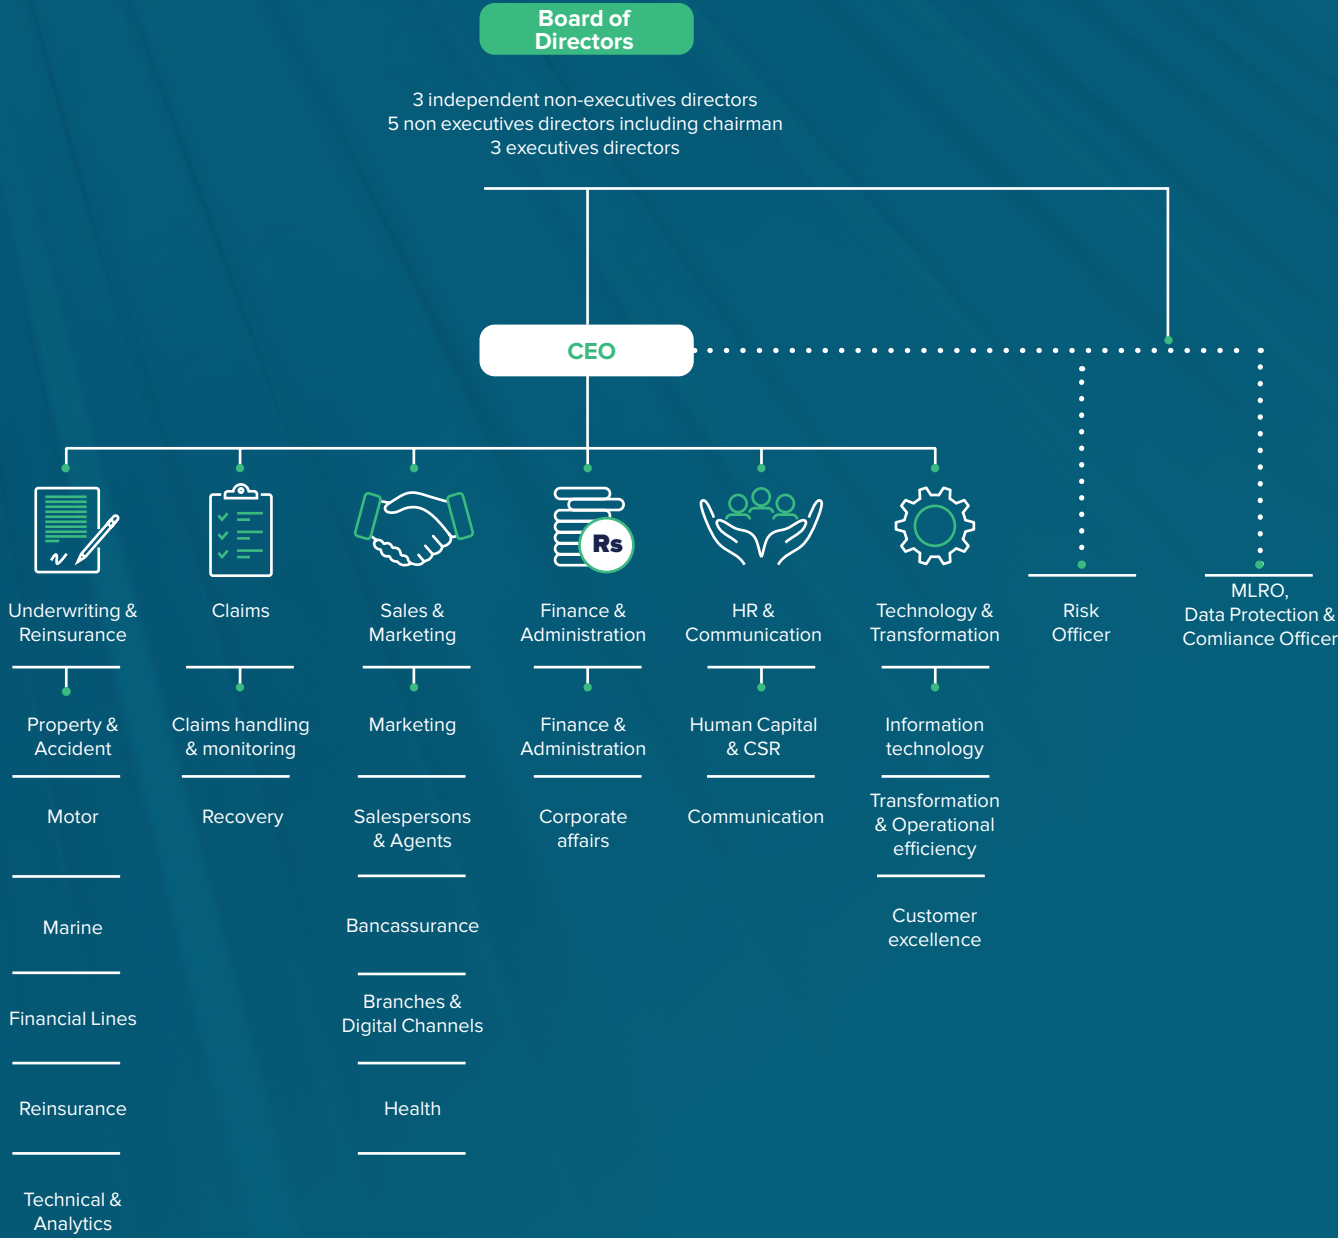 Board of
Directors
3 independent non-executives directors
5 non executives directors including chairman
3 executives directors
CEO
Rs
Underwriting &
Reinsurance
Claims
Sales &
Marketing
Finance &
Administration
HR &
Communication
Technology &
Transformation
Risk
Officer
MLRO,
Data Protection &
Comliance Officer
Property &
Accident
Motor
Marine
Financial Lines
Reinsurance
Technical &
Analytics
Claims handling
& monitoring
Recovery
Marketing
Salespersons
& Agents
Bancassurance
Branches &
Digital Channels
Health
Finance &
Administration
Corporate
affairs
Human Capital
& CSR
Communication
Information
technology
Transformation
& Operational
efficiency
Customer
excellence